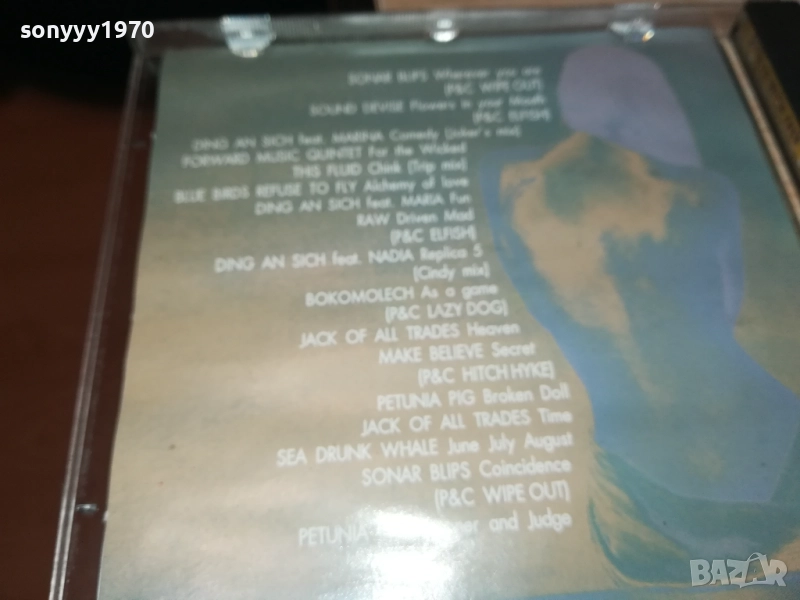 sonyyy1970
SONAR BLIPS Wherever you are
(P&C WIPE OUT)
SOUND DEVISE Flowers in your Mouth
(P&C ELFISH)
DING AN SICH feat. MARINA Comedy (Joker's mix)
FORWARD MUSIC QUINTET For the Wicked
THIS FLUID Chink (Trip mix)
BLUE BIRDS REFUSE TO FLY Alchemy of love
DING AN SICH feat. MARIA Fun
RAW Driven Mad
(P&C ELFISH)
DING AN SICH feat. NADIA Replica 5
(Cindy mix)
BOKOMOLECH As a game
(P&C LAZY DOG)
JACK OF ALL TRADES Heaven
MAKE BELIEVE Secret
(P&C HITCH HYKE)
PETUNIA PIG Broken Doll
JACK OF ALL TRADES Time
SEA DRUNK WHALE June July August
SONAR BLIPS Coincidence
(P&C WIPE OUT)
PETUNIA and Judge
BAZAR